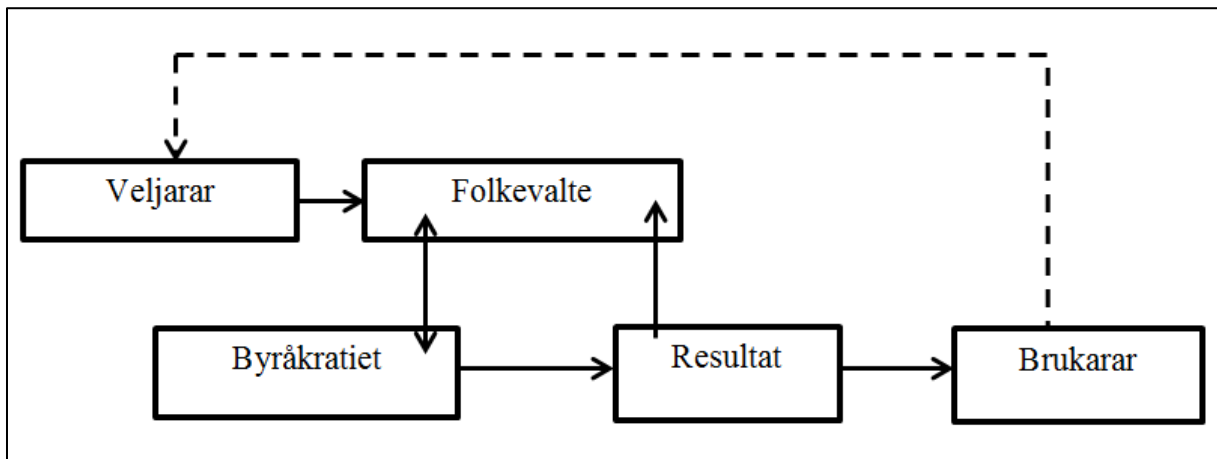 Veljarar
Folkevalte
Byråkratiet
Resultat
Brukarar